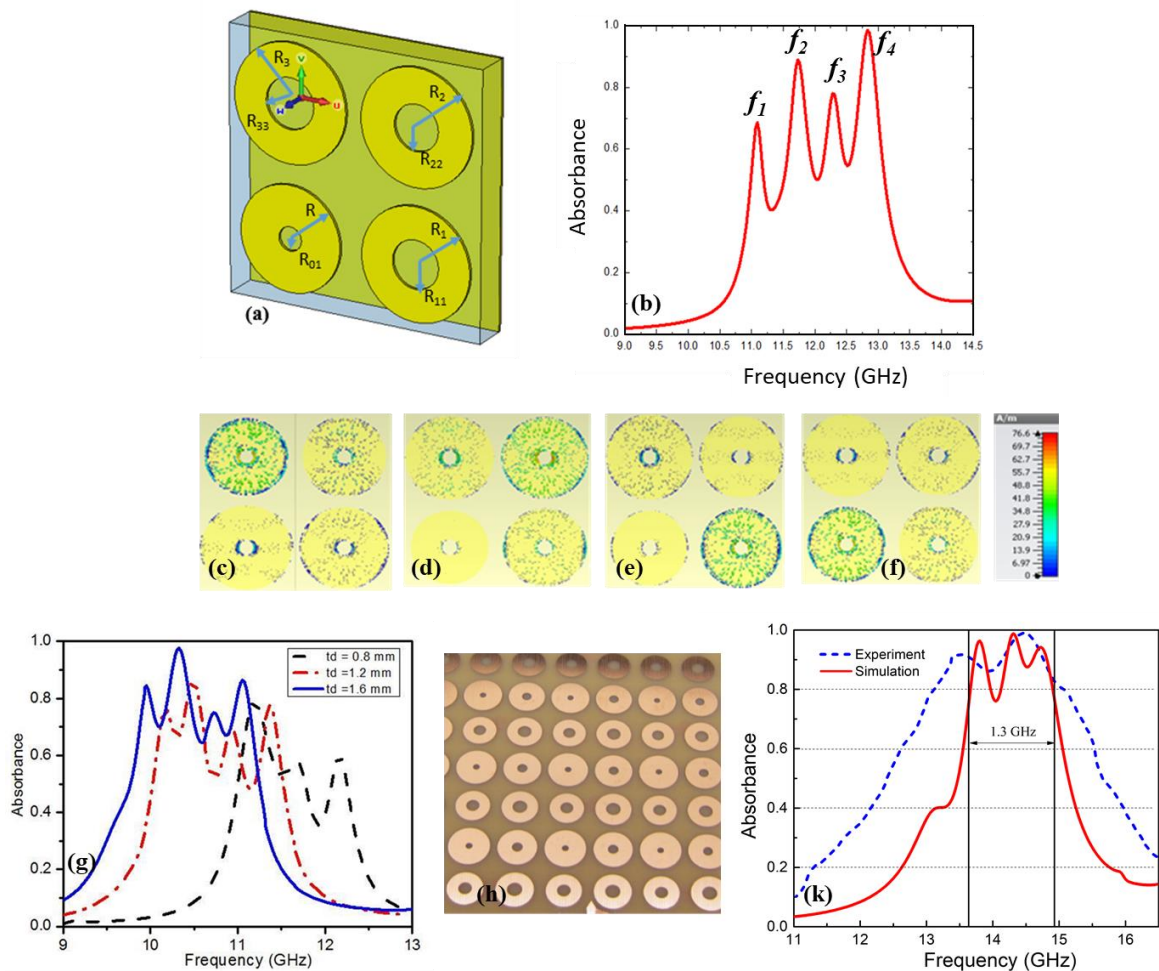 R3
R2
R33
R22
R
R1
R01
R11
V
U
W
(a)
f1
f2
f3
f4
Absorbance
1.0
0.8
0.6
0.4
0.2
0.0
(b)
9.0 9.5 10.0 10.5 11.0 11.5 12.0 12.5 13.0 13.5 14.0 14.5
Frequency (GHz)
(c)
(d)
(e)
(f)
A/m
76.6
69.7
62.7
55.7
48.8
41.8
34.8
27.9
20.9
13.9
6.97
0
Absorbance
1.0
0.8
0.6
0.4
0.2
0.0
td = 0.8 mm
td =1.2 mm
td =1.6 mm
(g)
9 10 11 12 13
Frequency (GHz)
(h)
Absorbance
1.0
0.8
0.6
0.4
0.2
0.0
Experiment
Simulation
1.3 GHz
(k)
11 12 13 14 15 16
Frequency (GHz)